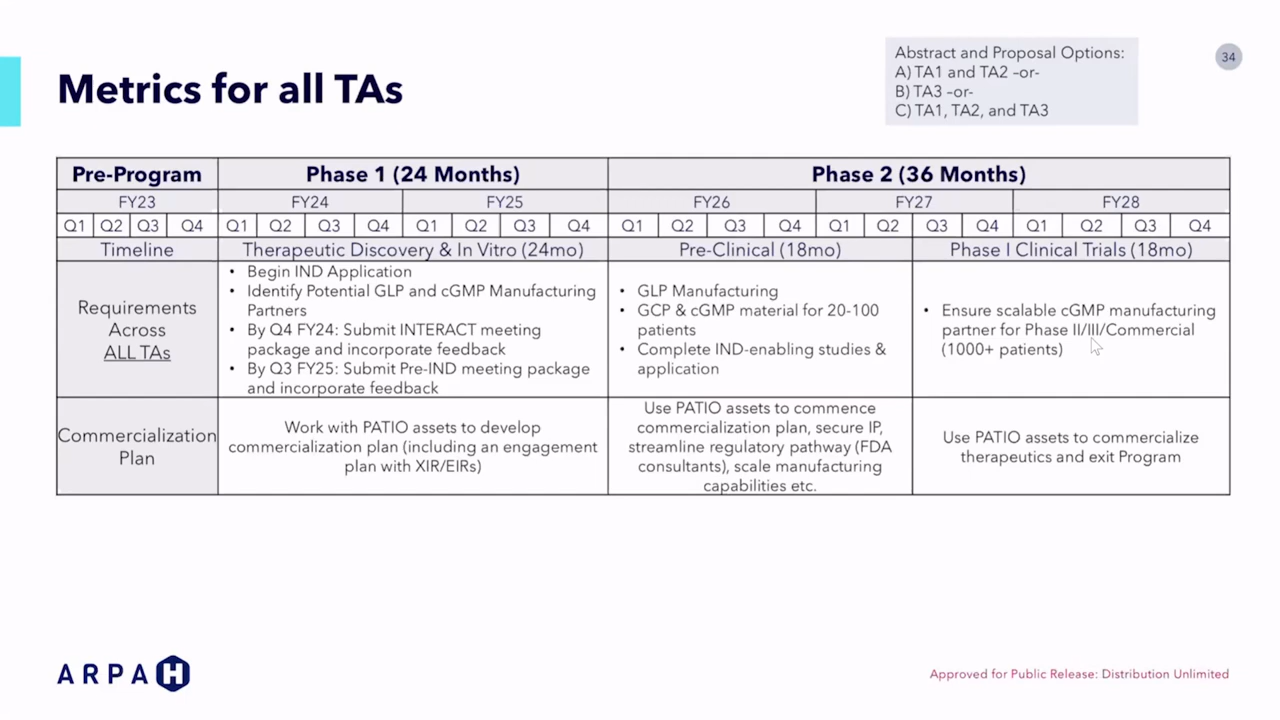 Abstract and Proposal Options:
A) TA1 and TA2 –or-
B) TA3 –or-
C) TA1, TA2, and TA3
34
Metrics for all TAs
Pre-Program
Phase 1 (24 Months)
Phase 2 (36 Months)
FY23
FY24
FY25
FY26
FY27
FY28
Q1 Q2 Q3 Q4 Q1 Q2 Q3 Q4 Q1 Q2 Q3 Q4 Q1 Q2 Q3 Q4 Q1 Q2 Q3 Q4 Q1 Q2 Q3 Q4
Timeline
Therapeutic Discovery & In Vitro (24mo)
Pre-Clinical (18mo)
Phase I Clinical Trials (18mo)
Requirements
Across
ALL TAs
• Begin IND Application
• Identify Potential GLP and cGMP Manufacturing
Partners
• By Q4 FY24: Submit INTERACT meeting
package and incorporate feedback
• By Q3 FY25: Submit Pre-IND meeting package
and incorporate feedback
• GLP Manufacturing
• GCP & cGMP material for 20-100
patients
• Complete IND-enabling studies &
application
• Ensure scalable cGMP manufacturing
partner for Phase II/III/Commercial
(1000+ patients)
Commercialization
Plan
Work with PATIO assets to develop
commercialization plan (including an engagement
plan with XIR/EIRs)
Use PATIO assets to commence
commercialization plan, secure IP,
streamline regulatory pathway (FDA
consultants), scale manufacturing
capabilities etc.
Use PATIO assets to commercialize
therapeutics and exit Program
ARPA H
Approved for Public Release: Distribution Unlimited